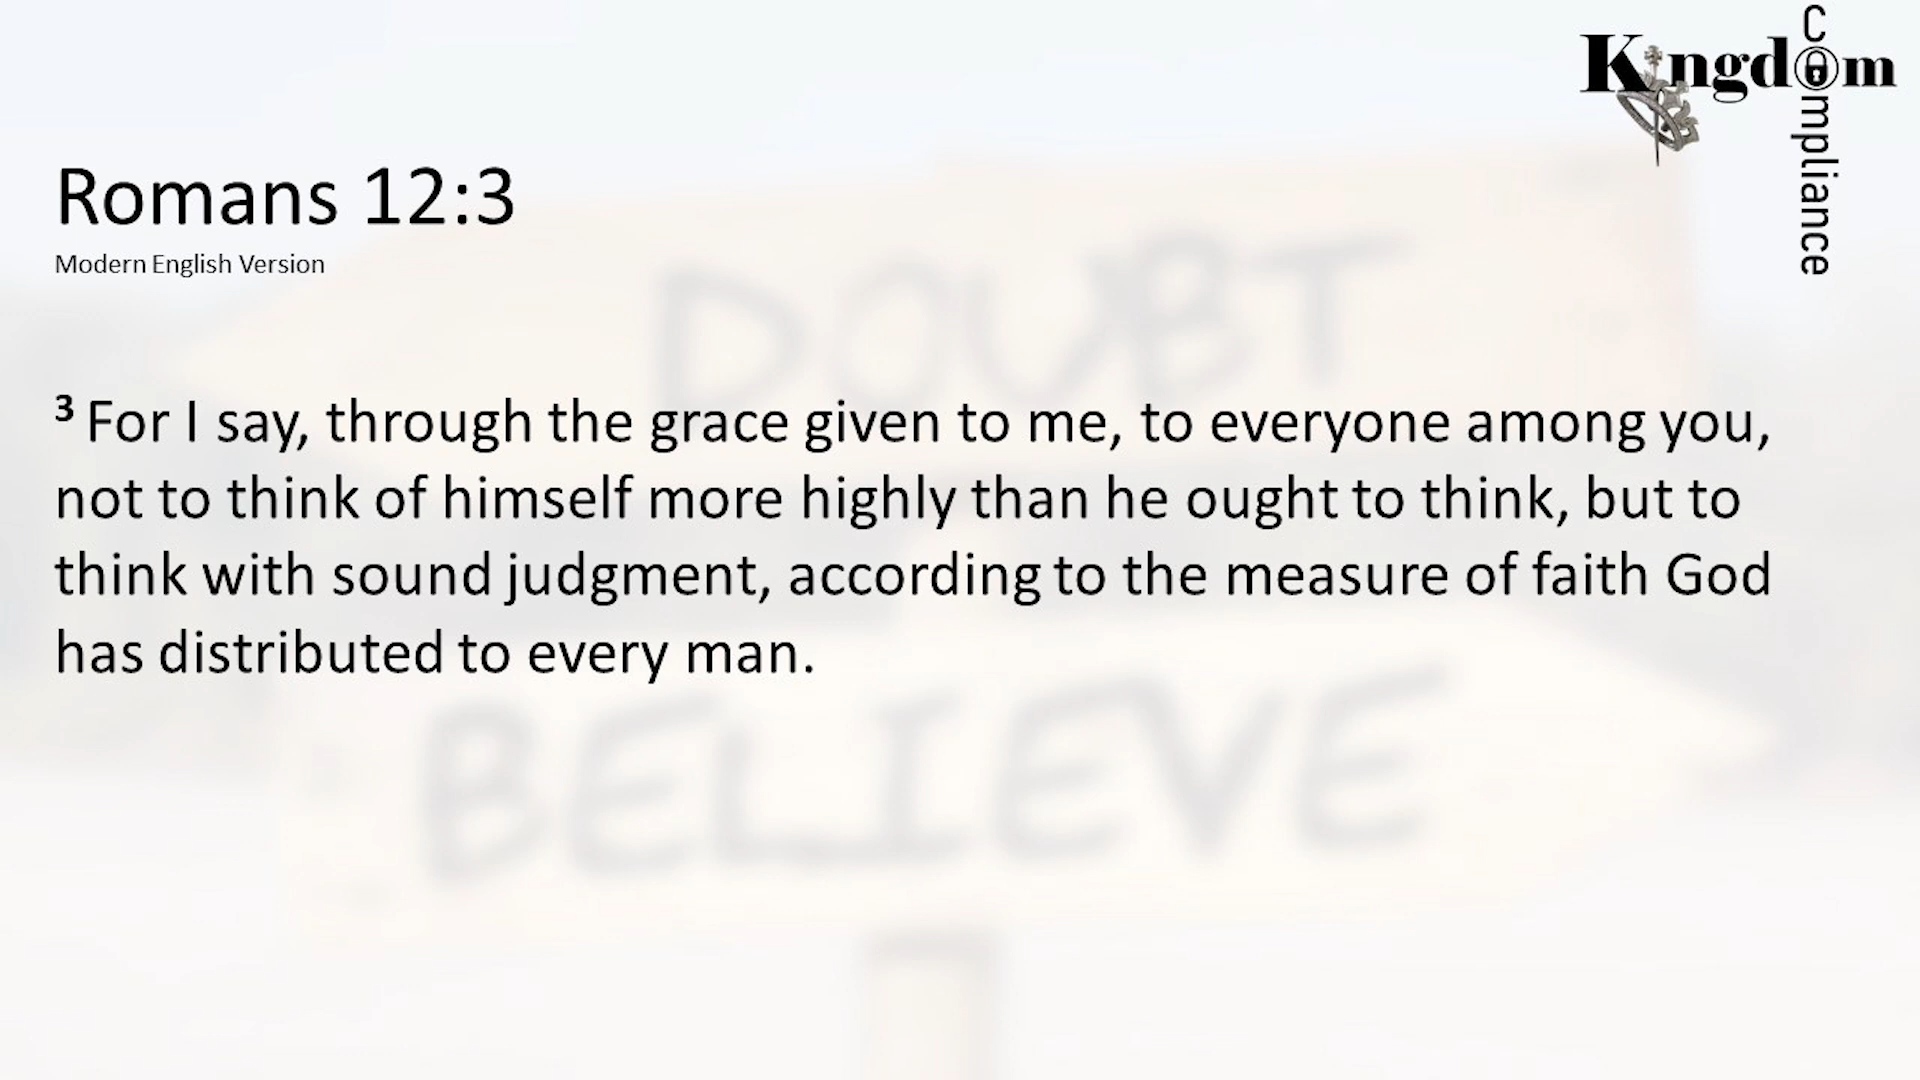 Kingdom
Compliance
Romans 12:3
Modern English Version
DOUBT
3 For I say, through the grace given to me, to everyone among you,
not to think of himself more highly than he ought to think, but to
think with sound judgment, according to the measure of faith God
has distributed to every man.
BELIEVE